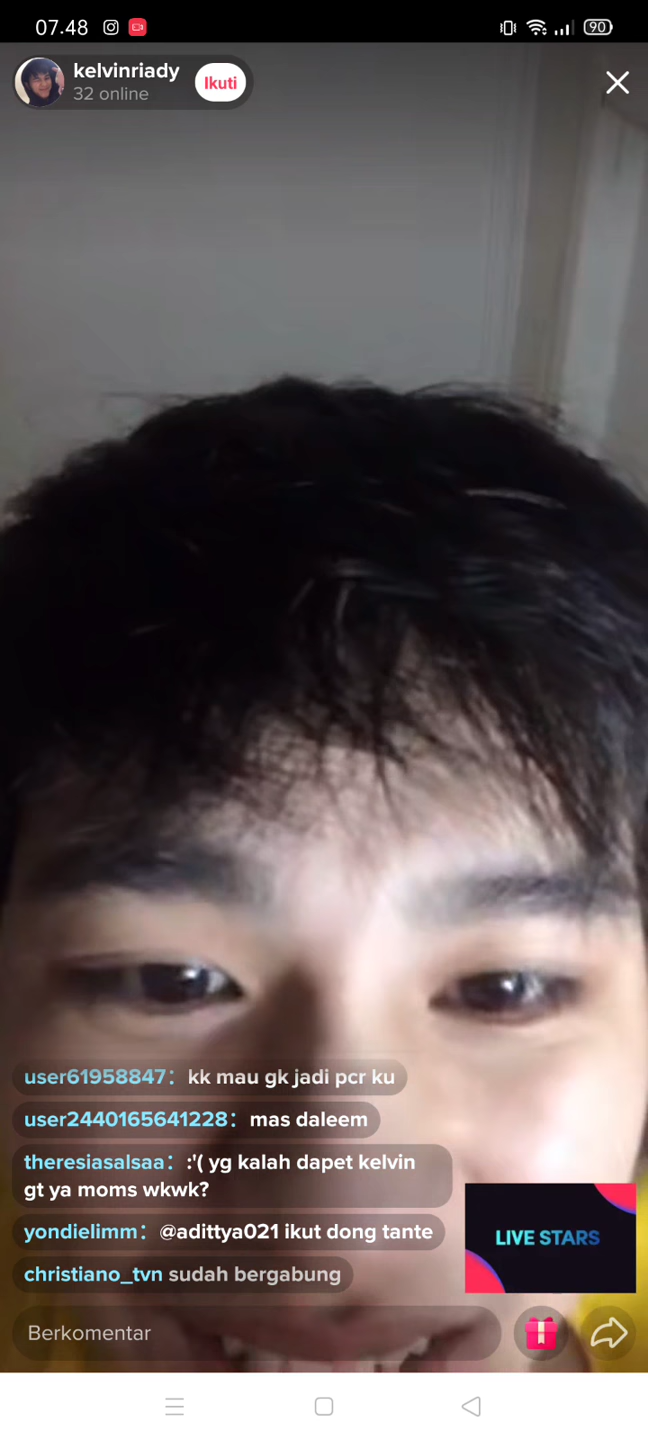 07.48
90
kelvinriady
32 online
Ikuti
user61958847: kk mau gk jadi pcr ku
user2440165641228: mas daleem
theresiasalsaa: :'( yg kalah dapet kelvin
gt ya moms wkwk?
yondielimm: @adittya021 ikut dong tante
christiano_tvn sudah bergabung
LIVE STARS
Berkomentar